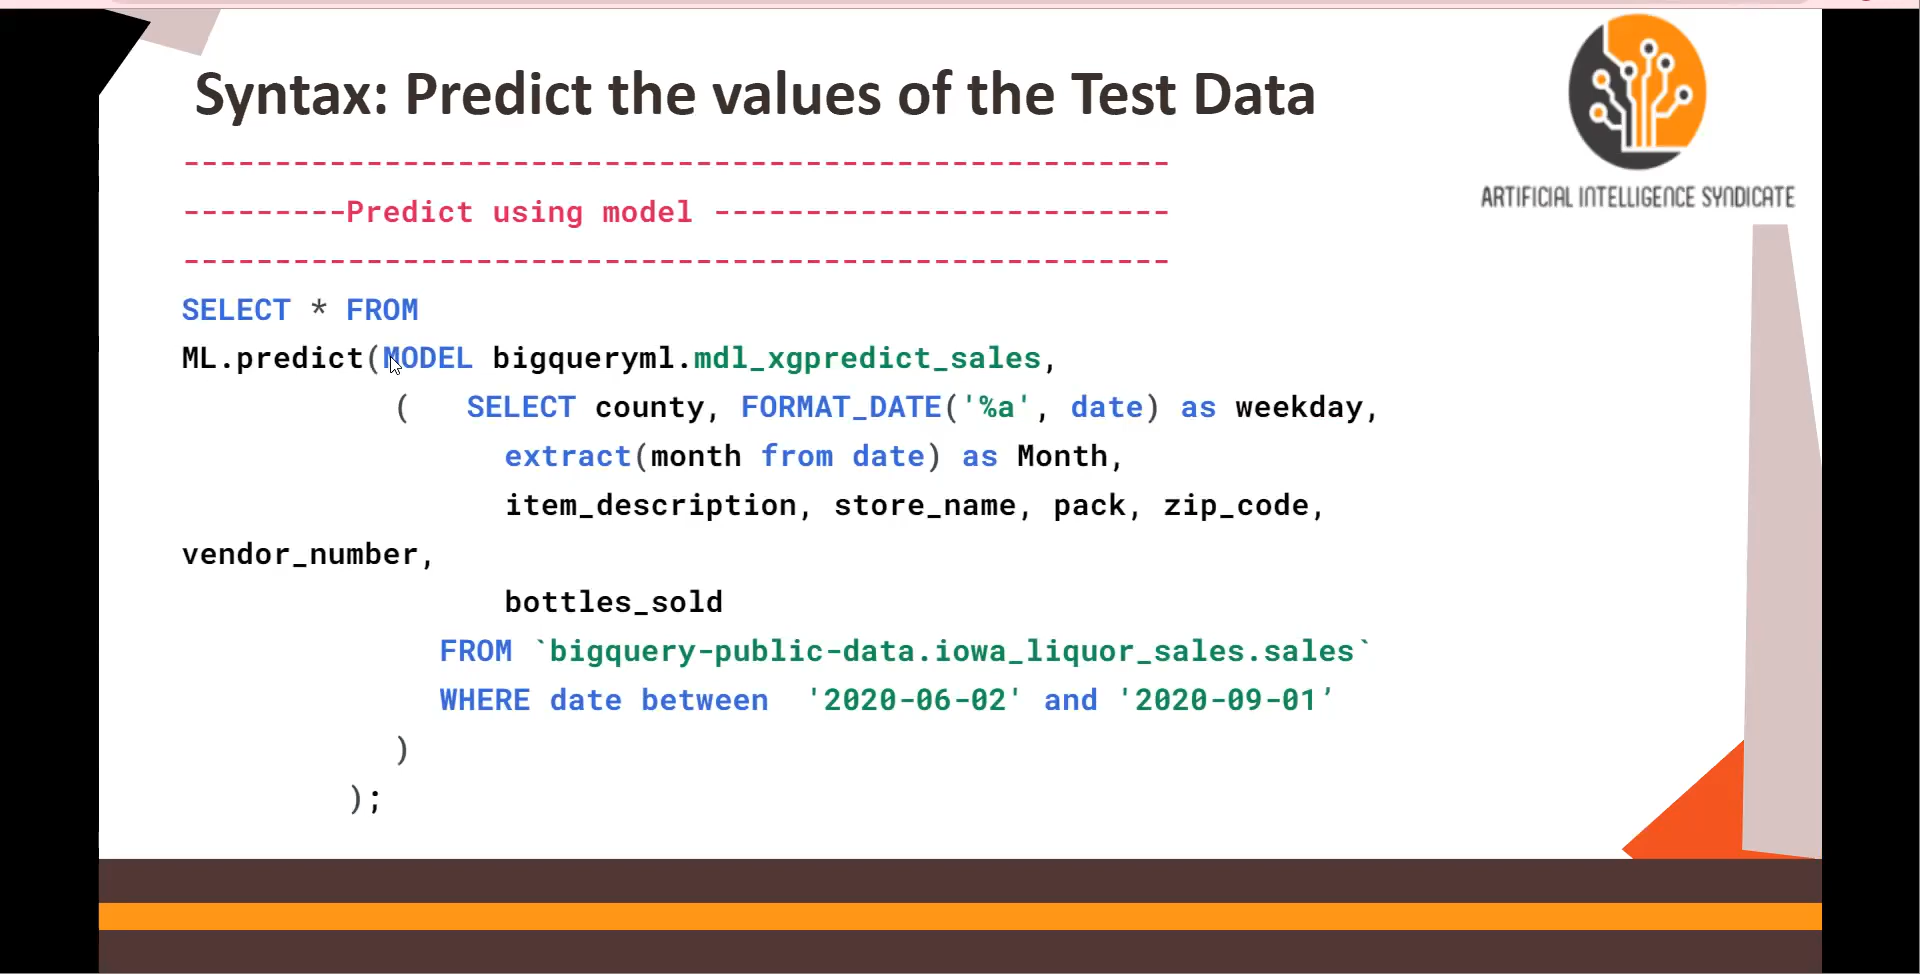 Syntax: Predict the values of the Test Data
ARTIFICIAL INTELLIGENCE SYNDICATE
------------------------------------------------------
---------Predict using model -------------------------
------------------------------------------------------
SELECT * FROM
ML.predict(MODEL bigqueryml.mdl_xgpredict_sales,
( SELECT county, FORMAT_DATE('%a', date) as weekday,
extract(month from date) as Month,
item_description, store_name, pack, zip_code,
vendor_number,
bottles_sold
FROM `bigquery-public-data.iowa_liquor_sales.sales`
WHERE date between '2020-06-02' and '2020-09-01’
)
);